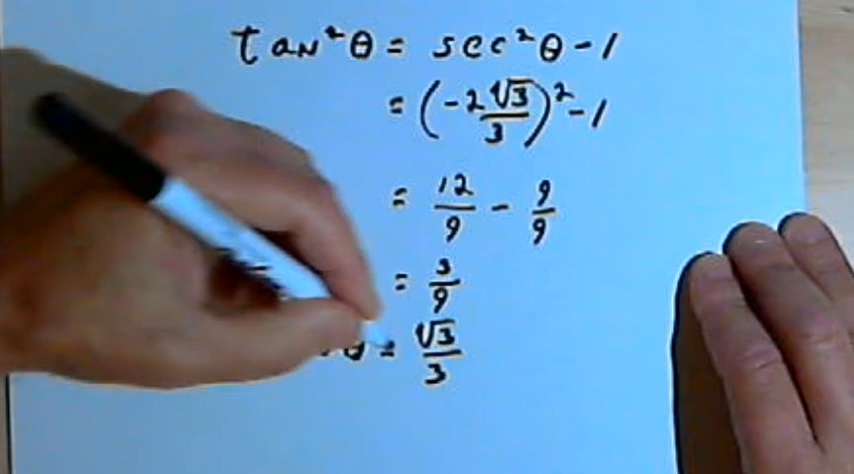 tan²θ = sec²θ - 1
= (-2√3/3)² - 1
= 12/9 - 9/9
= 3/9
θ = √3/3